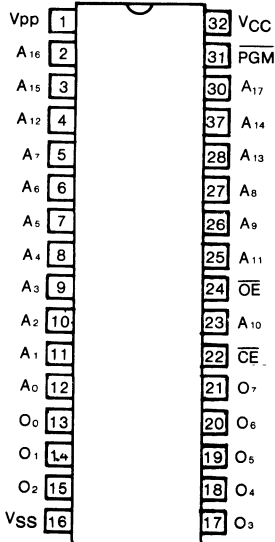 Vpp 1 32 VCC
A16 2 31 PGM
A15 3 30 A17
A12 4 37 A14
A7 5 28 A13
A6 6 27 A8
A5 7 26 A9
A4 8 25 A11
A3 9 24 OE
A2 10 23 A10
A1 11 22 CE
A0 12 21 O7
O0 13 20 O6
O1 14 19 O5
O2 15 18 O4
VSS 16 17 O3